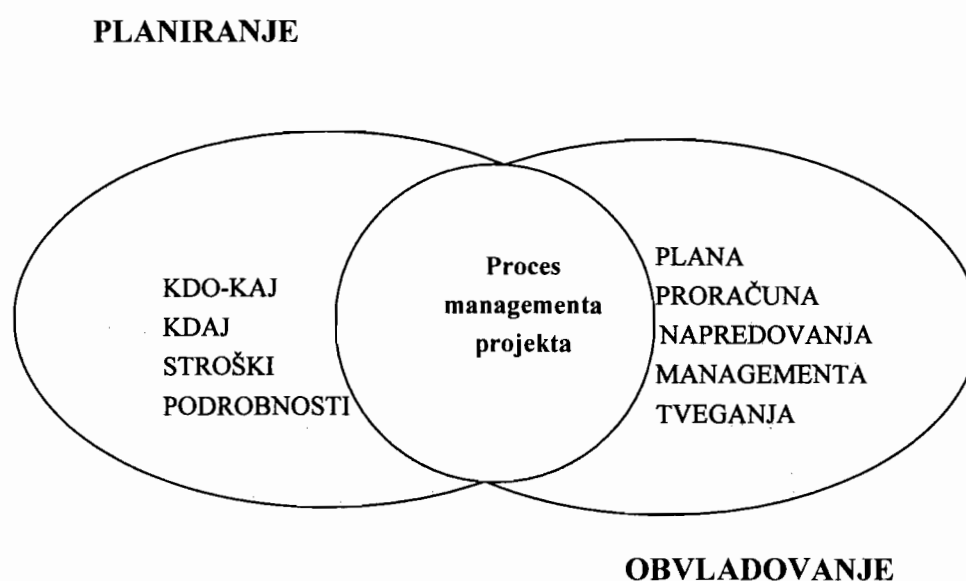 PLANIRANJE
KDO-KAJ
KDAJ
STROŠKI
PODROBNOSTI
Proces
managementa
projekta
PLANA
PRORAČUNA
NAPREDOVANJA
MANAGEMENTA
TVEGANJA
OBVLADOVANJE